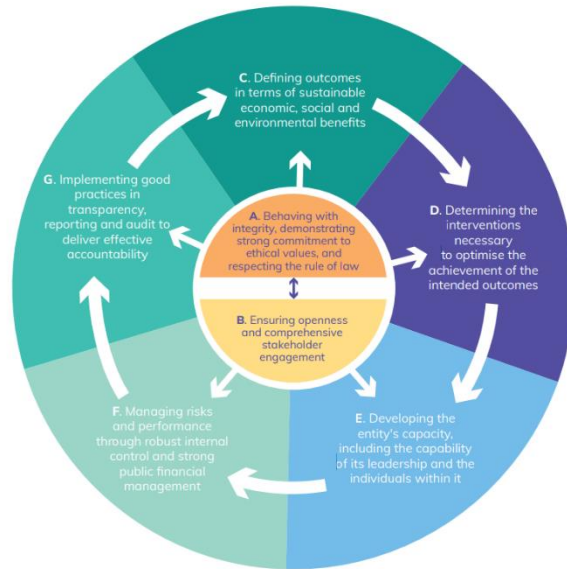 C. Defining outcomes
in terms of sustainable
economic, social and
environmental benefits
G. Implementing good
practices in
transparency,
reporting and audit to
deliver effective
accountability
A. Behaving with
integrity, demonstrating
strong commitment to
ethical values, and
respecting the rule of law
D. Determining the
interventions
necessary
to optimise the
achievement of the
intended outcomes
B. Ensuring openness
and comprehensive
stakeholder
engagement
F. Managing risks
and performance
through robust internal
control and strong
public financial
management
E. Developing the
entity's capacity,
including the capability
of its leadership and the
individuals within it